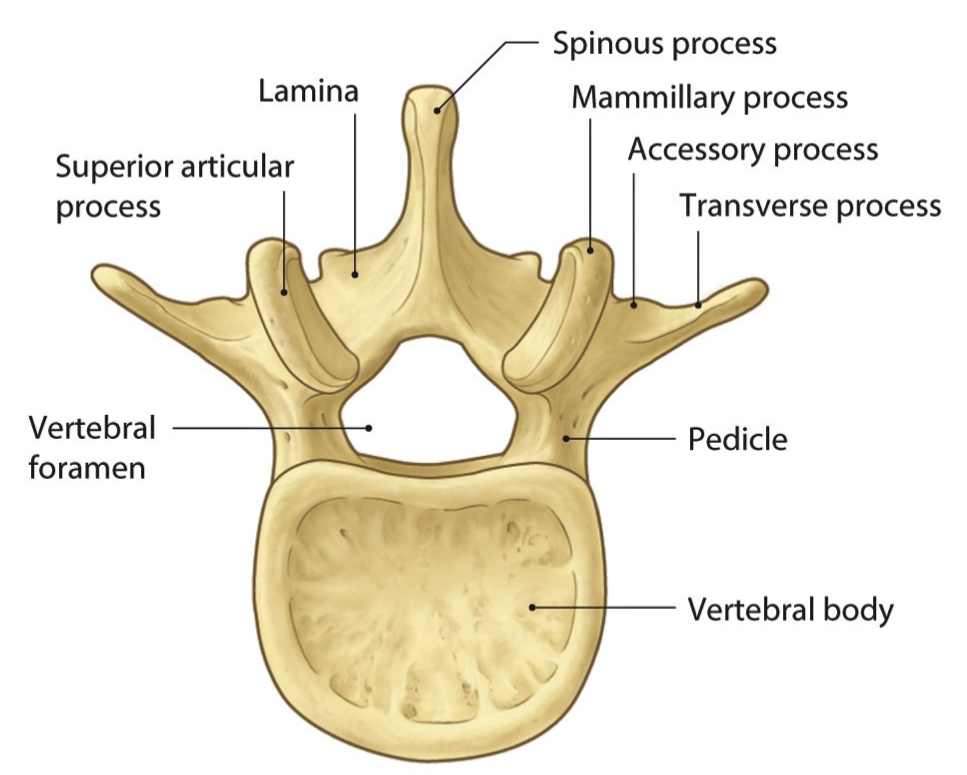 Spinous process
Lamina
Mammillary process
Accessory process
Superior articular
process
Transverse process
Vertebral
foramen
Pedicle
Vertebral body